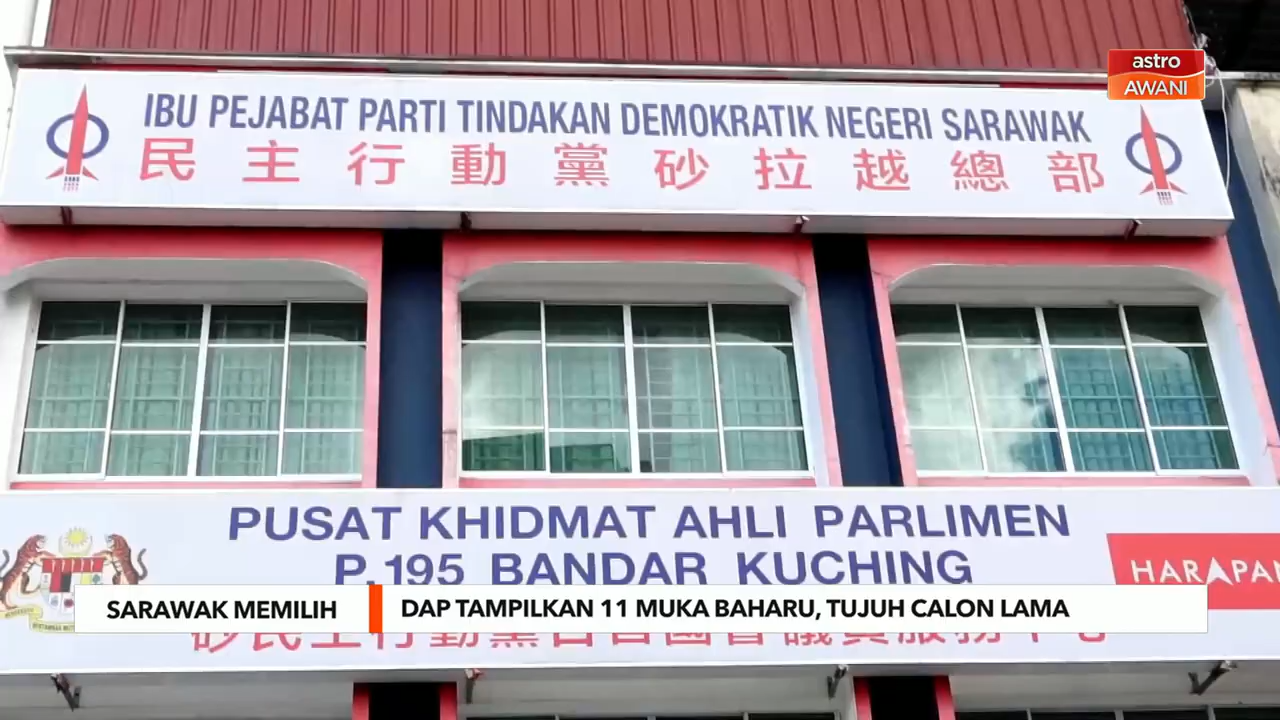 astro
AWANI
IBU PEJABAT PARTI TINDAKAN DEMOKRATIK NEGERI SARAWAK
民主行動黨砂拉越總部
PUSAT KHIDMAT AHLI PARLIMEN
P.195 BANDAR KUCHING
HARAPAN
SARAWAK MEMILIH
DAP TAMPILKAN 11 MUKA BAHARU, TUJUH CALON LAMA